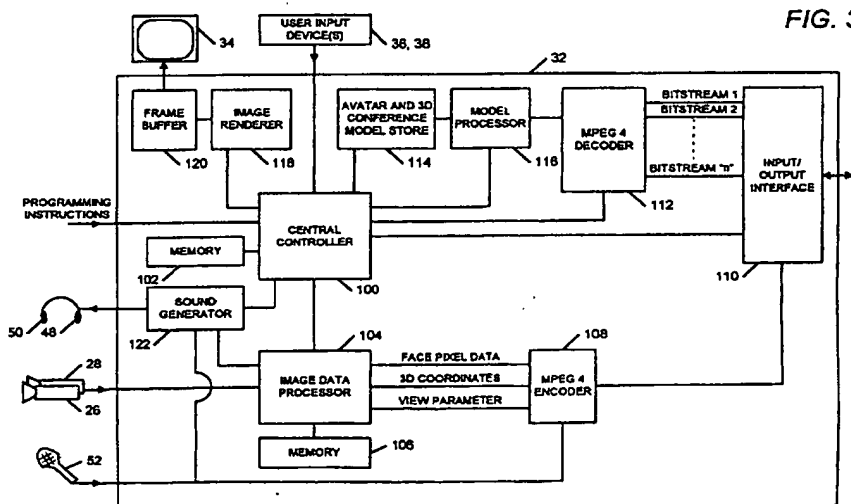 FIG. 3
34
USER INPUT
DEVICE(S)
36, 38
32
FRAME
BUFFER
120
IMAGE
RENDERER
118
AVATAR AND 3D
CONFERENCE
MODEL STORE
114
MODEL
PROCESSOR
116
MPEG 4
DECODER
112
BITSTREAM 1
BITSTREAM 2
BITSTREAM "n"
INPUT/
OUTPUT
INTERFACE
110
PROGRAMMING
INSTRUCTIONS
CENTRAL
CONTROLLER
100
MEMORY
102
SOUND
GENERATOR
122
50
48
28
26
52
104
IMAGE DATA
PROCESSOR
MEMORY
106
FACE PIXEL DATA
3D COORDINATES
VIEW PARAMETER
108
MPEG 4
ENCODER